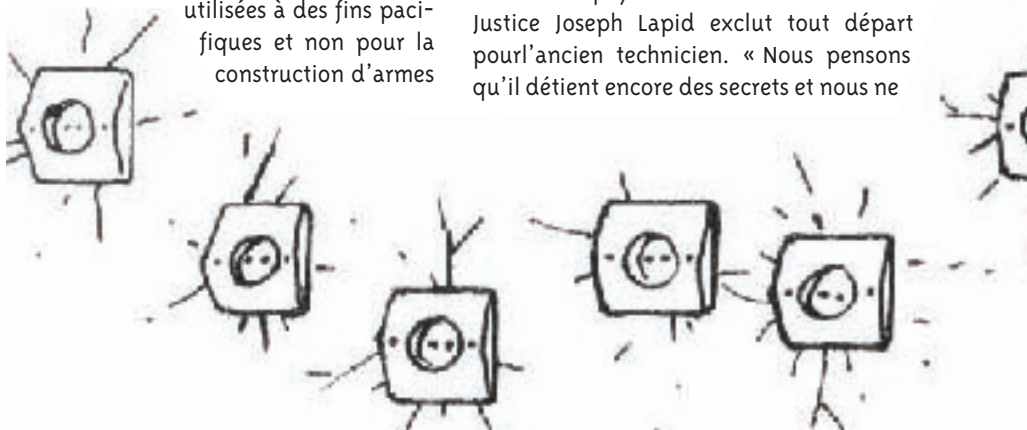 utilisées à des fins paci-
fiques et non pour la
construction d'armes
Justice Joseph Lapid exclut tout départ
pourl'ancien technicien. « Nous pensons
qu'il détient encore des secrets et nous ne